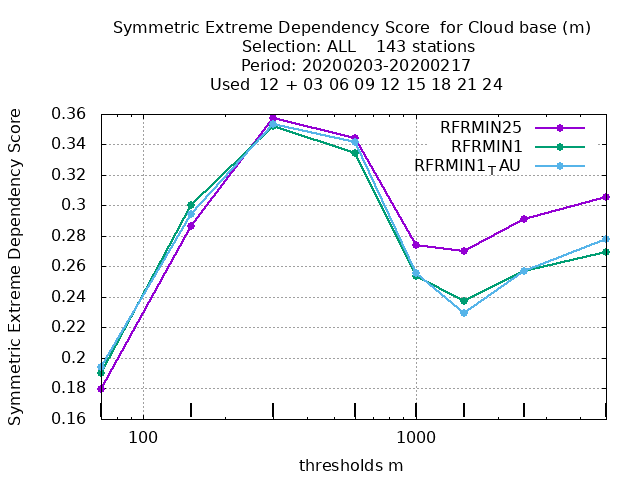 Symmetric Extreme Dependency Score  for Cloud base (m)
Selection: ALL    143 stations
Period: 20200203-20200217
Used  12 + 03 06 09 12 15 18 21 24
Symmetric Extreme Dependency Score
0.36
0.34
0.32
0.3
0.28
0.26
0.24
0.22
0.2
0.18
0.16
RFRMIN25
RFRMIN1
RFRMIN1TAU
100
1000
thresholds m